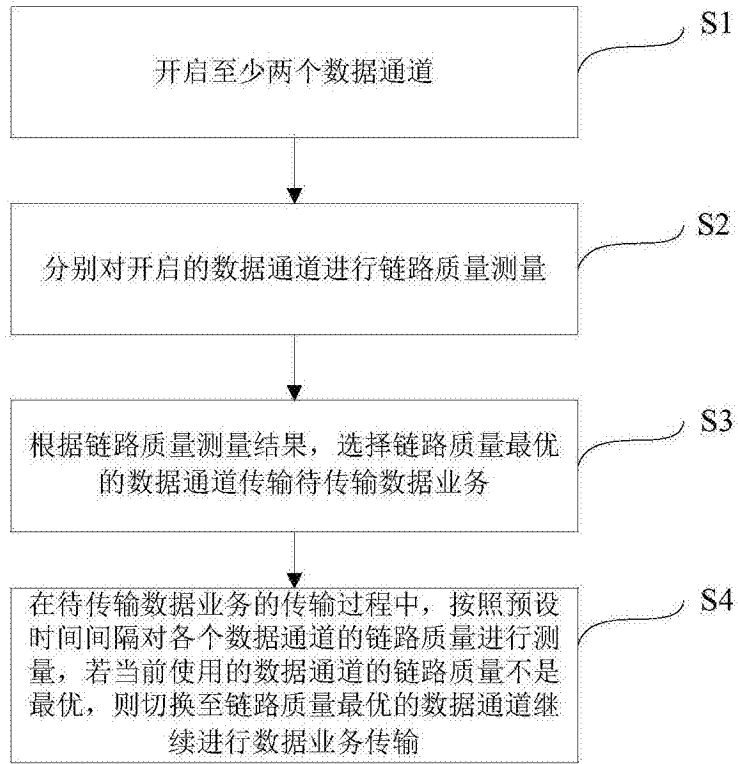 S1
开启至少两个数据通道
S2
分别对开启的数据通道进行链路质量测量
S3
根据链路质量测量结果，选择链路质量最优
的数据通道传输待传输数据业务
S4
在待传输数据业务的传输过程中，按照预设
时间间隔对各个数据通道的链路质量进行测
量，若当前使用的数据通道的链路质量不是
最优，则切换至链路质量最优的数据通道继
续进行数据业务传输